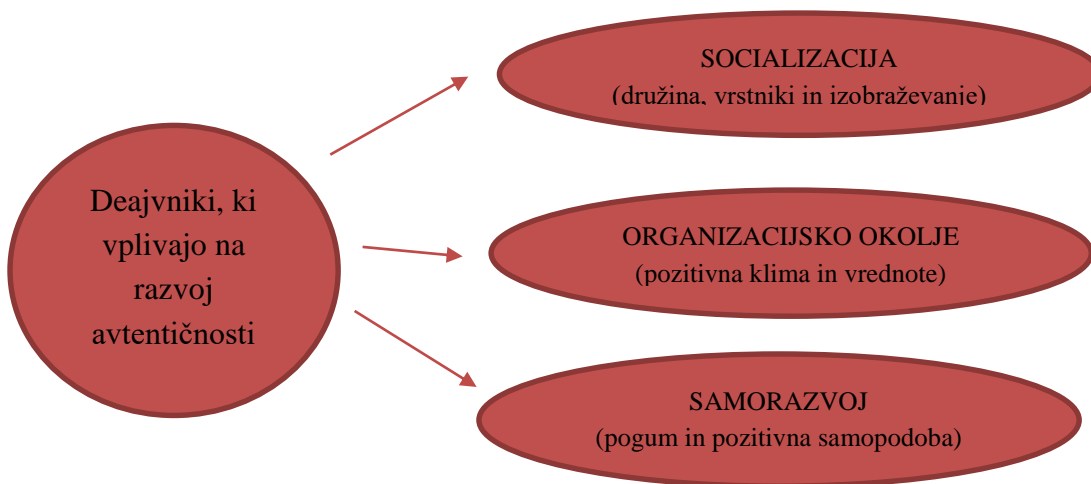 Deajvniki, ki
vplivajo na
razvoj
avtentičnosti
SOCIALIZACIJA
(družina, vrstniki in izobraževanje)
ORGANIZACIJSKO OKOLJE
(pozitivna klima in vrednote)
SAMORAZVOJ
(pogum in pozitivna samopodoba)